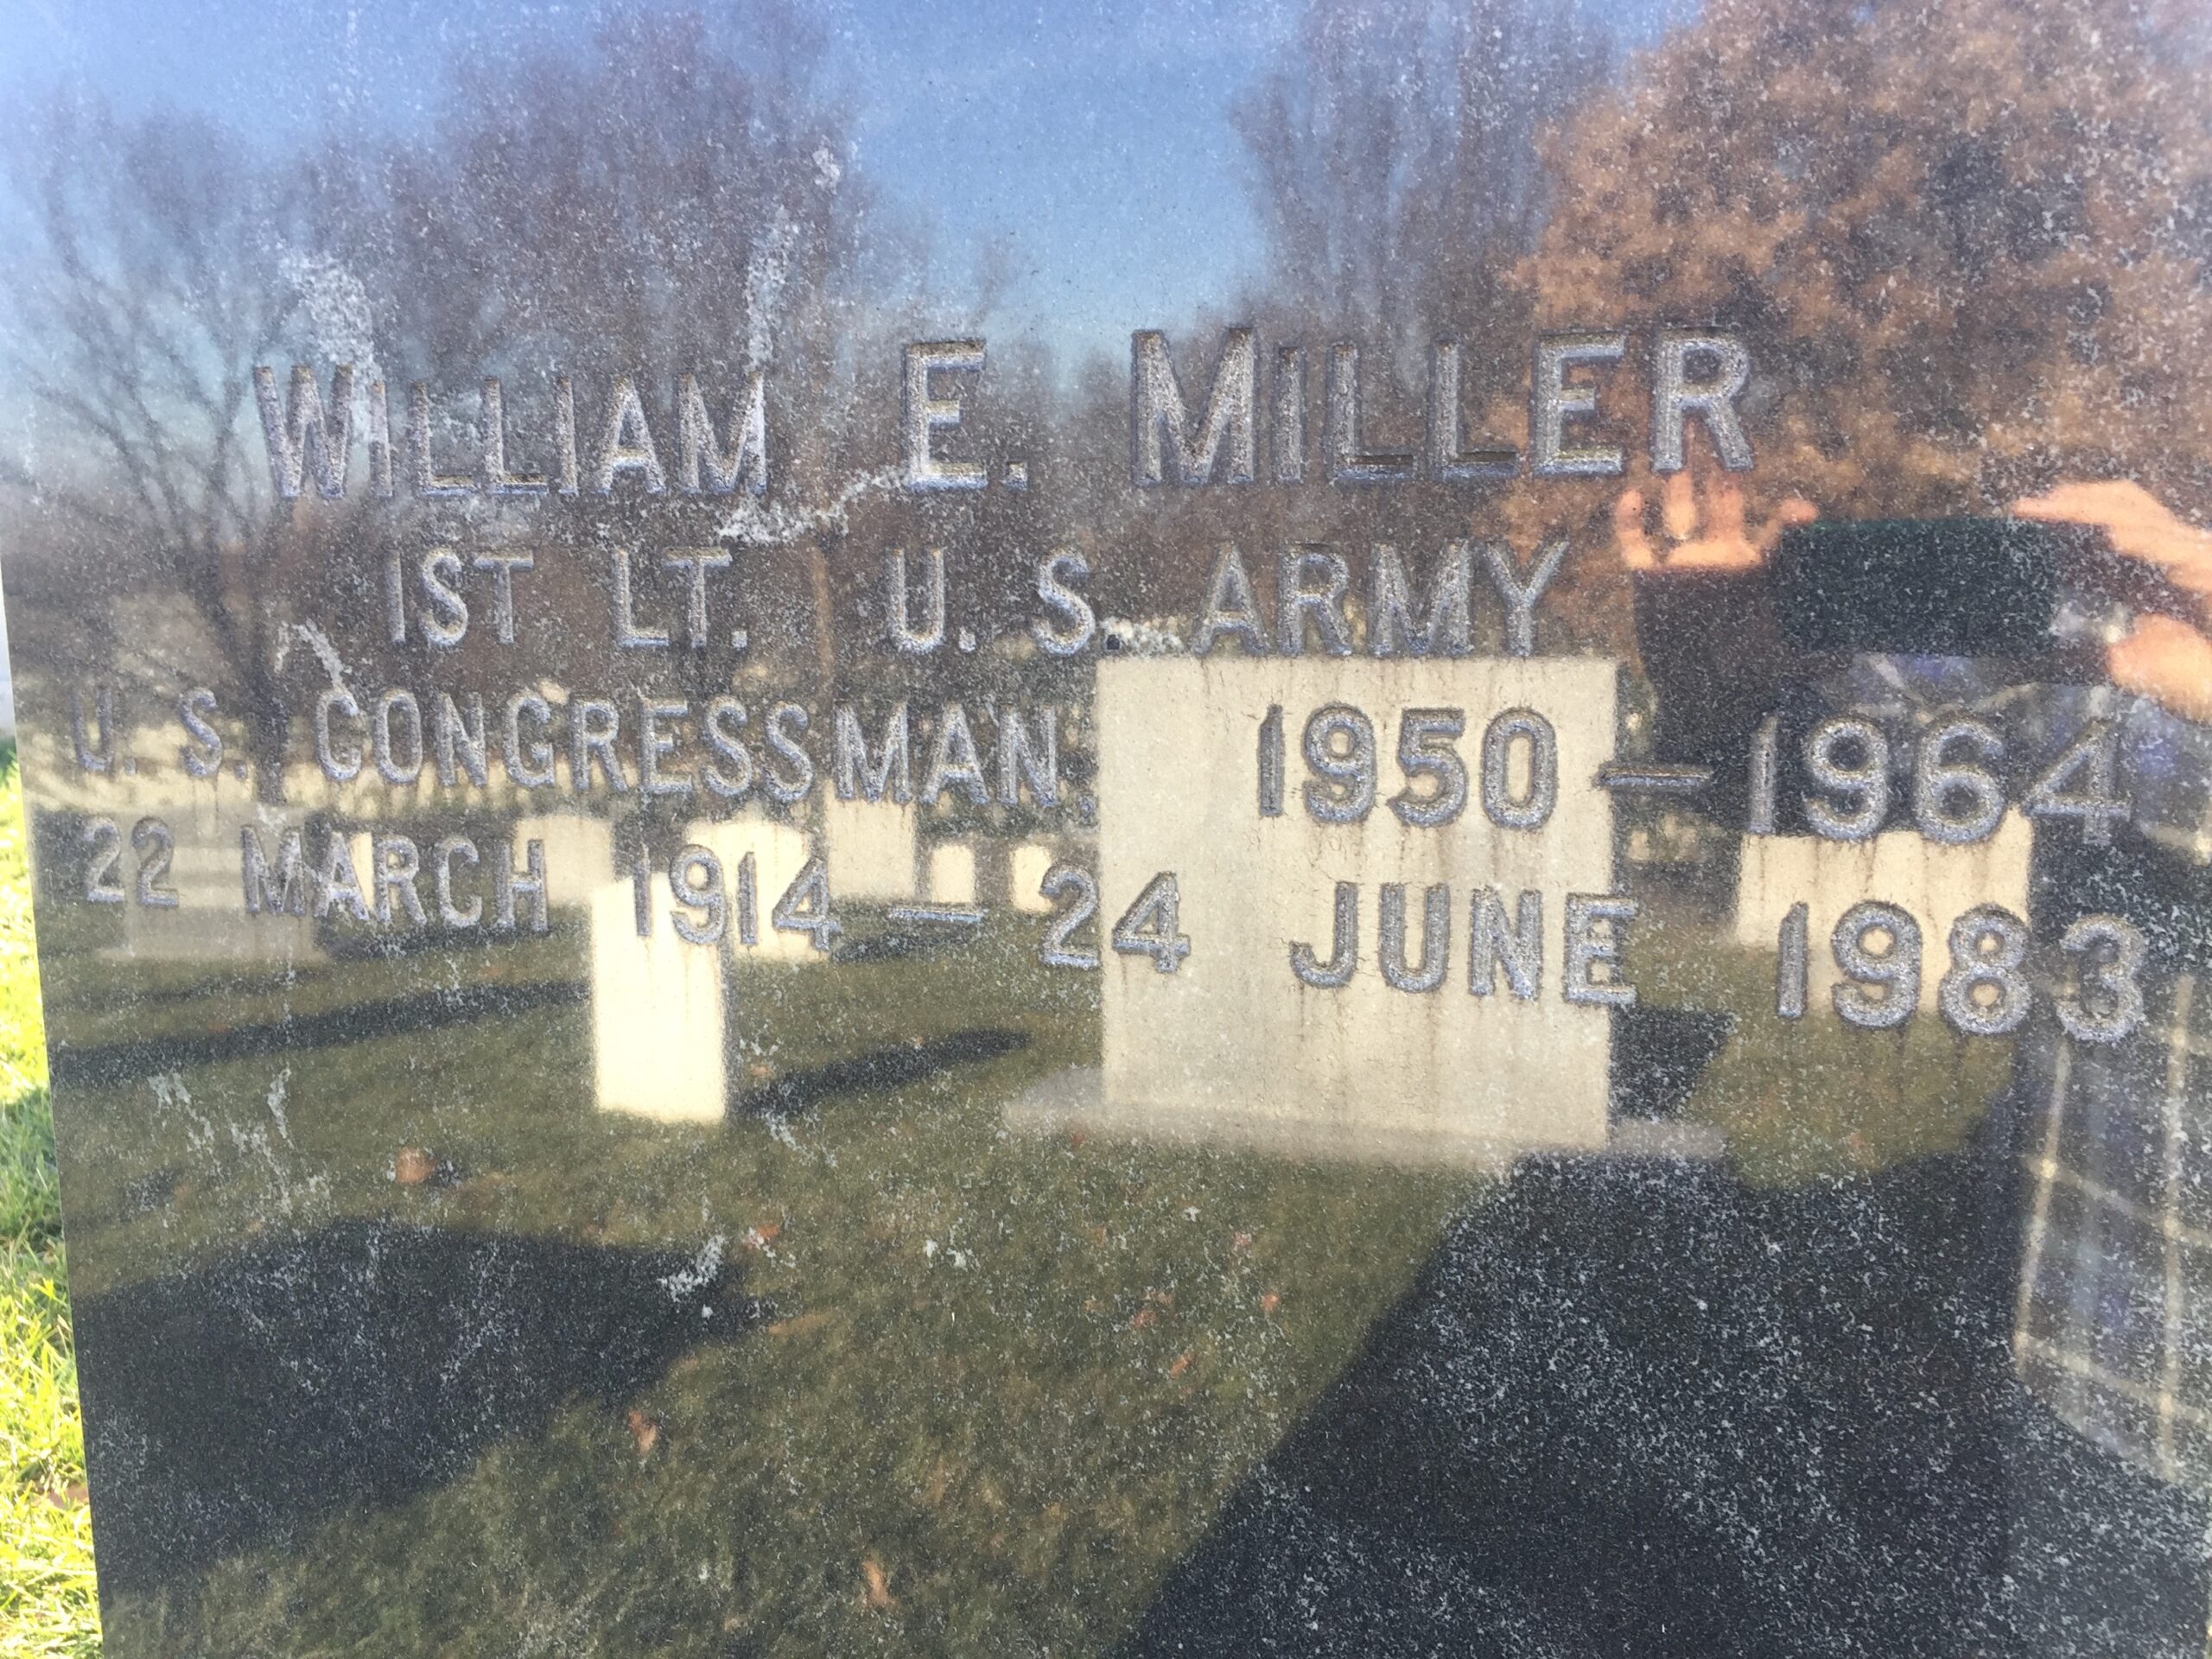 WILLIAM E. MILLER
1ST LT. U.S. ARMY
U.S. CONGRESSMAN, 1950 — 1964
22 MARCH 1914 — 24 JUNE 1983